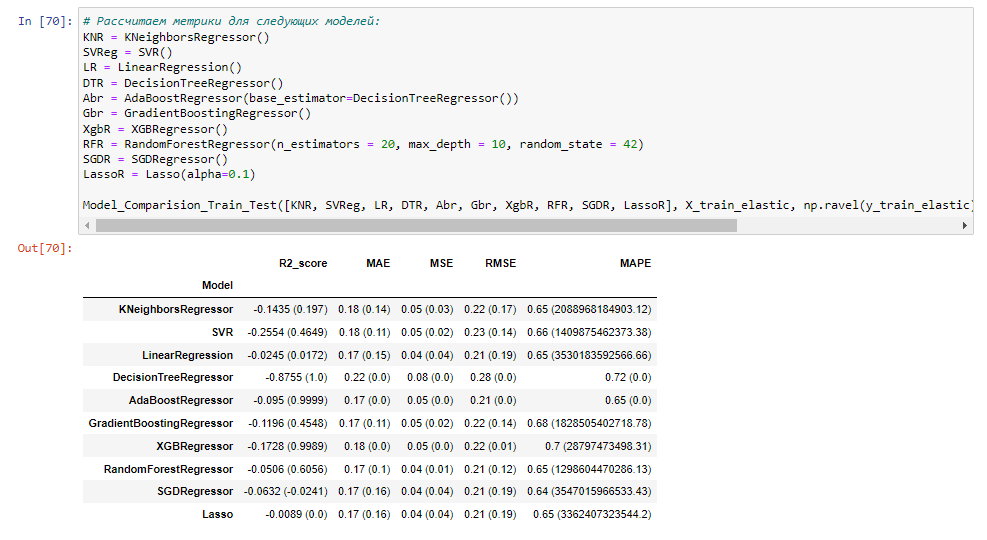 In [70]: # Рассчитаем метрики для следующих моделей:
KNR = KNeighborsRegressor()
SVReg = SVR()
LR = LinearRegression()
DTR = DecisionTreeRegressor()
Abr = AdaBoostRegressor(base_estimator=DecisionTreeRegressor())
Gbr = GradientBoostingRegressor()
XgbR = XGBRegressor()
RFR = RandomForestRegressor(n_estimators = 20, max_depth = 10, random_state = 42)
SGDR = SGDRegressor()
LassoR = Lasso(alpha=0.1)
Model_Comparision_Train_Test([KNR, SVReg, LR, DTR, Abr, Gbr, XgbR, RFR, SGDR, LassoR], X_train_elastic, np.ravel(y_train_elastic)
Out[70]:
R2_score MAE MSE RMSE MAPE
Model
KNeighborsRegressor -0.1435 (0.197) 0.18 (0.14) 0.05 (0.03) 0.22 (0.17) 0.65 (2088968184903.12)
SVR -0.2554 (0.4649) 0.18 (0.11) 0.05 (0.02) 0.23 (0.14) 0.66 (1409875462373.38)
LinearRegression -0.0245 (0.0172) 0.17 (0.15) 0.04 (0.04) 0.21 (0.19) 0.65 (3530183592566.66)
DecisionTreeRegressor -0.8755 (1.0) 0.22 (0.0) 0.08 (0.0) 0.28 (0.0) 0.72 (0.0)
AdaBoostRegressor -0.095 (0.9999) 0.17 (0.0) 0.05 (0.0) 0.21 (0.0) 0.65 (0.0)
GradientBoostingRegressor -0.1196 (0.4548) 0.17 (0.11) 0.05 (0.02) 0.22 (0.14) 0.68 (1828505402718.78)
XGBRegressor -0.1728 (0.9989) 0.18 (0.0) 0.05 (0.0) 0.22 (0.01) 0.7 (28797473498.31)
RandomForestRegressor -0.0506 (0.6056) 0.17 (0.1) 0.04 (0.01) 0.21 (0.12) 0.65 (1298604470286.13)
SGDRegressor -0.0632 (-0.0241) 0.17 (0.16) 0.04 (0.04) 0.21 (0.19) 0.64 (3547015966533.43)
Lasso -0.0089 (0.0) 0.17 (0.16) 0.04 (0.04) 0.21 (0.19) 0.65 (3362407323544.2)